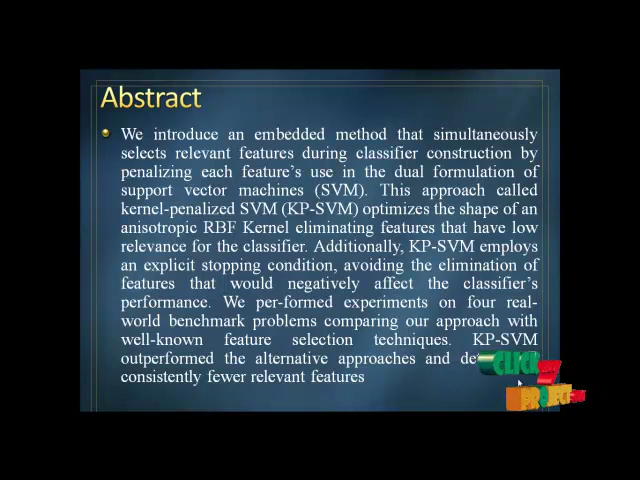 Abstract
We introduce an embedded method that simultaneously
selects relevant features during classifier construction by
penalizing each feature's use in the dual formulation of
support vector machines (SVM). This approach called
kernel-penalized SVM (KP-SVM) optimizes the shape of an
anisotropic RBF Kernel eliminating features that have low
relevance for the classifier. Additionally, KP-SVM employs
an explicit stopping condition, avoiding the elimination of
features that would negatively affect the classifier's
performance. We per-formed experiments on four real-
world benchmark problems comparing our approach with
well-known feature selection techniques. KP-SVM
outperformed the alternative approaches and
consistently fewer relevant features
CLICK